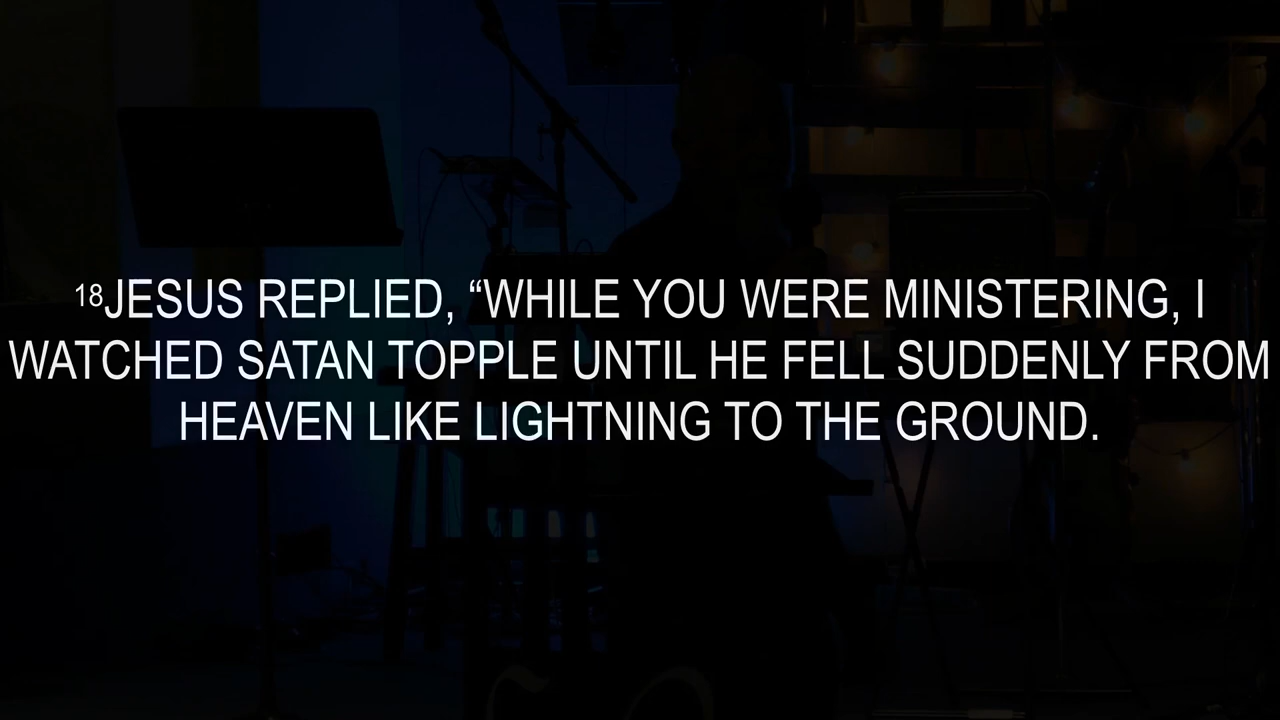 18JESUS REPLIED, “WHILE YOU WERE MINISTERING, I
WATCHED SATAN TOPPLE UNTIL HE FELL SUDDENLY FROM
HEAVEN LIKE LIGHTNING TO THE GROUND.